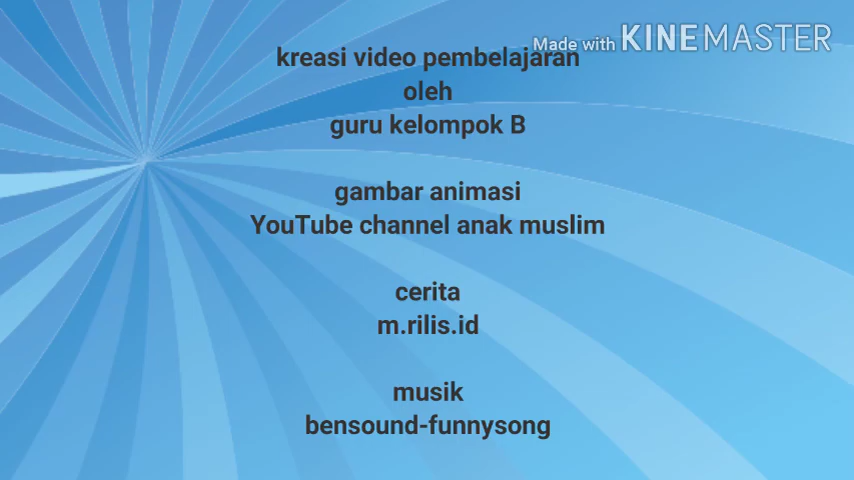 Made with KINEMASTER
kreasi video pembelajaran
oleh
guru kelompok B
gambar animasi
YouTube channel anak muslim
cerita
m.rilis.id
musik
bensound-funnysong